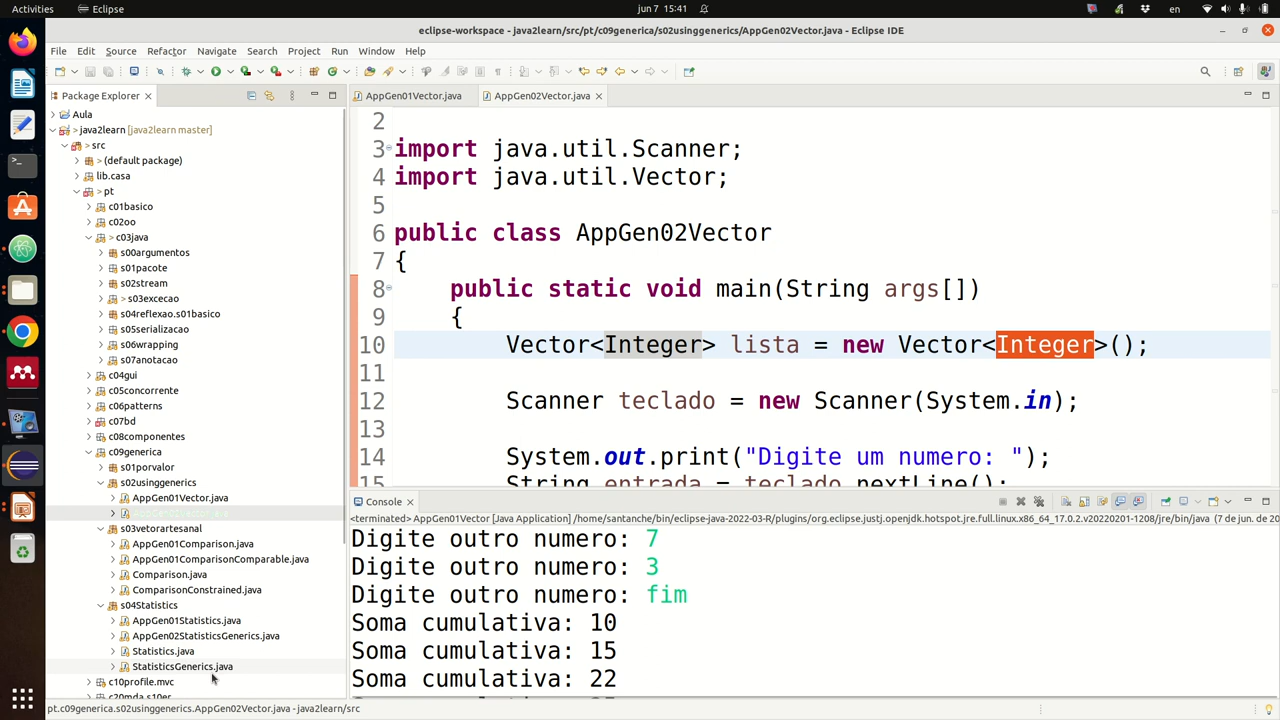 Activities
Eclipse
jun 7 15:41
en
eclipse-workspace - java2learn/src/pt/c09generica/s02usinggenerics/AppGen02Vector.java - Eclipse IDE
File Edit Source Refactor Navigate Search Project Run Window Help
Package Explorer
Aula
> java2learn [java2learn master]
> src
> (default package)
lib.casa
> pt
c01basico
c02oo
> c03java
s00argumentos
s01pacote
s02stream
> s03excecao
s04reflexao.s01basico
s05serializacao
s06wrapping
s07anotacao
c04gui
c05concorrente
c06patterns
c07bd
c08componentes
c09generica
s01porvalor
s02usinggenerics
AppGen01Vector.java
AppGen02Vector.java
s03vetorartesanal
AppGen01Comparison.java
AppGen01ComparisonComparable.java
Comparison.java
ComparisonConstrained.java
s04Statistics
AppGen01Statistics.java
AppGen02StatisticsGenerics.java
Statistics.java
StatisticsGenerics.java
c10profile.mvc
c20mda.s10er
AppGen01Vector.java
AppGen02Vector.java
2
3 import java.util.Scanner;
4 import java.util.Vector;
5
6 public class AppGen02Vector
7 {
8 public static void main(String args[])
9 {
10 Vector<Integer> lista = new Vector<Integer>();
11
12 Scanner teclado = new Scanner(System.in);
13
14 System.out.print("Digite um numero: ");
15 String entrada = teclado.nextLine();
Console
<terminated> AppGen01Vector [Java Application] /home/santanche/bin/eclipse-java-2022-03-R/plugins/org.eclipse.justj.openjdk.hotspot.jre.full.linux.x86_64_17.0.2.v20220201-1208/jre/bin/java (7 de jun. de 20
Digite outro numero: 7
Digite outro numero: 3
Digite outro numero: fim
Soma cumulativa: 10
Soma cumulativa: 15
Soma cumulativa: 22
pt.c09generica.s02usinggenerics.AppGen02Vector.java - java2learn/src